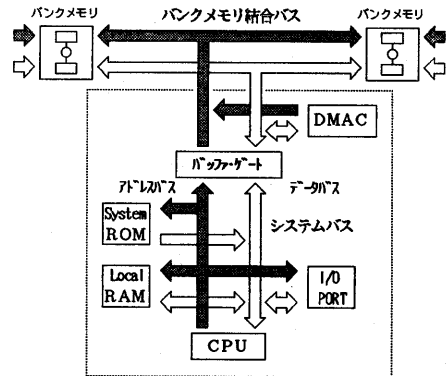 バンクメモリ
バンクメモリ結合バス
バンクメモリ
DMAC
バッファ・ゲート
アドレスバス
データバス
System
ROM
システムバス
Local
RAM
I/O
PORT
CPU